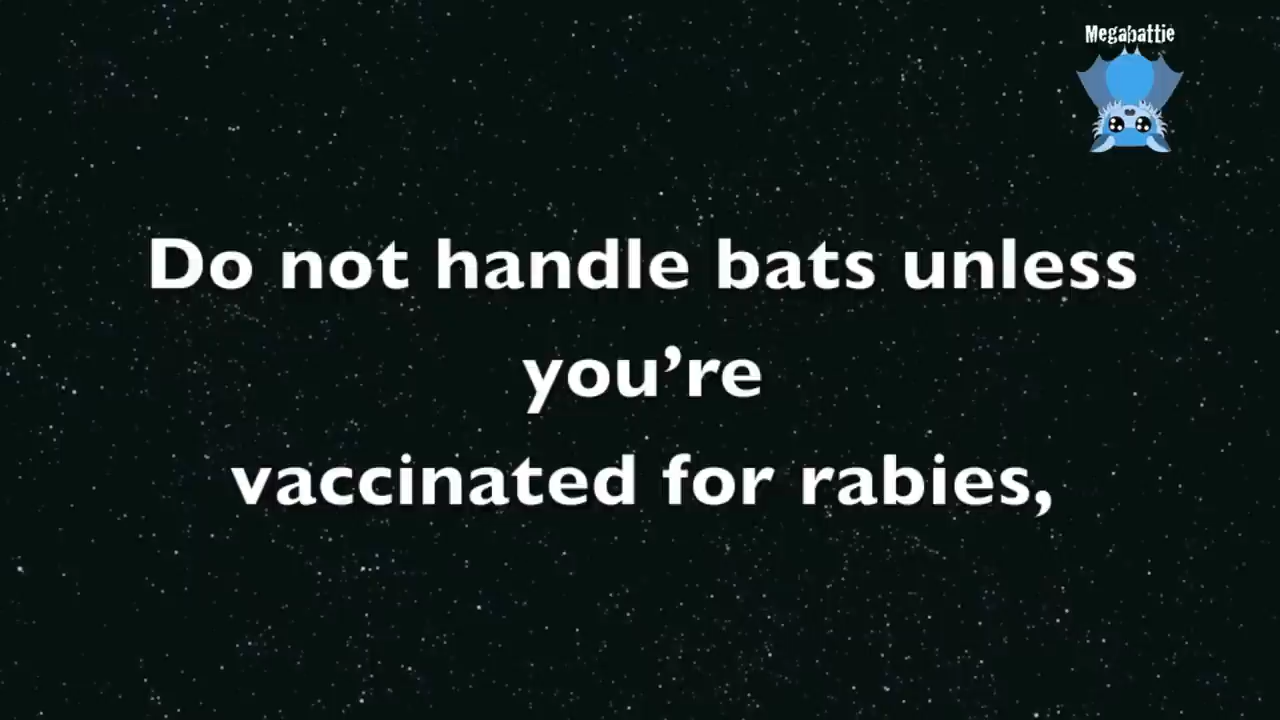 Megabattie
Do not handle bats unless
you’re
vaccinated for rabies,